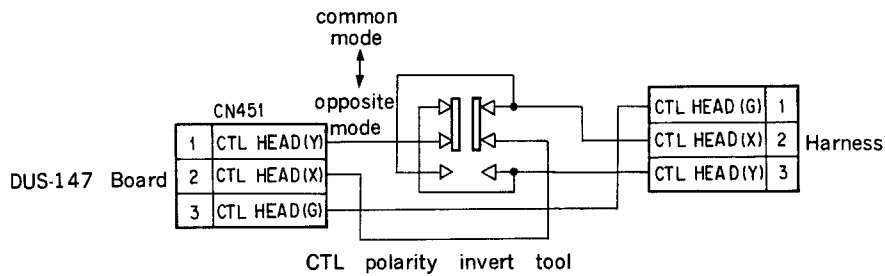 common
mode
opposite
mode
CN451
1 CTL HEAD(Y)
2 CTL HEAD(X)
3 CTL HEAD(G)
DUS-147 Board
CTL HEAD(G) 1
CTL HEAD(X) 2
CTL HEAD(Y) 3
Harness
CTL polarity invert tool